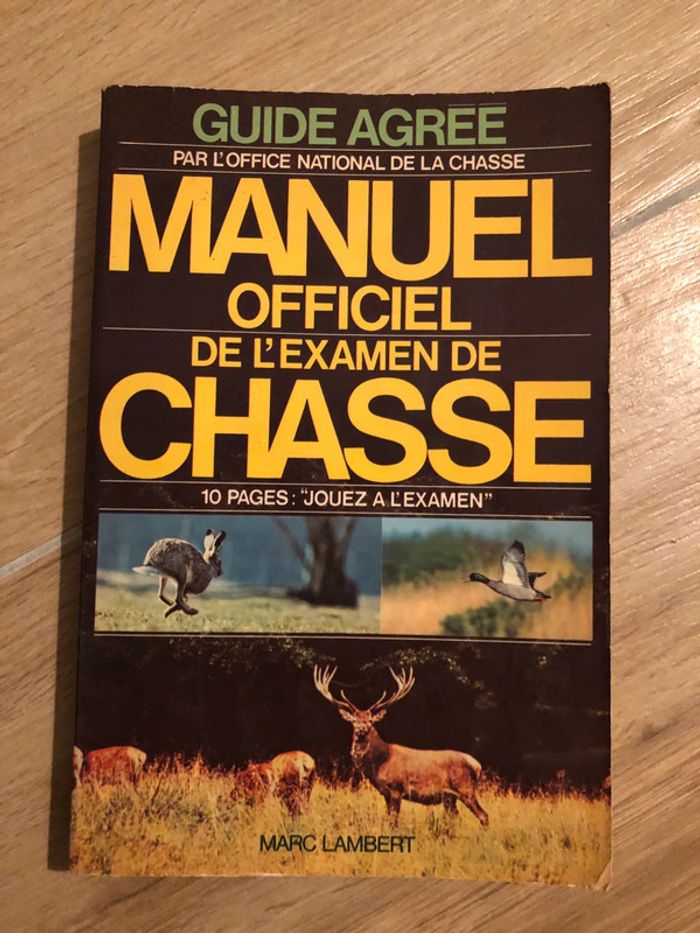 GUIDE AGRÉÉ
PAR L'OFFICE NATIONAL DE LA CHASSE
MANUEL
OFFICIEL
DE L'EXAMEN DE
CHASSE
10 PAGES: "JOUEZ A L'EXAMEN"
MARC LAMBERT